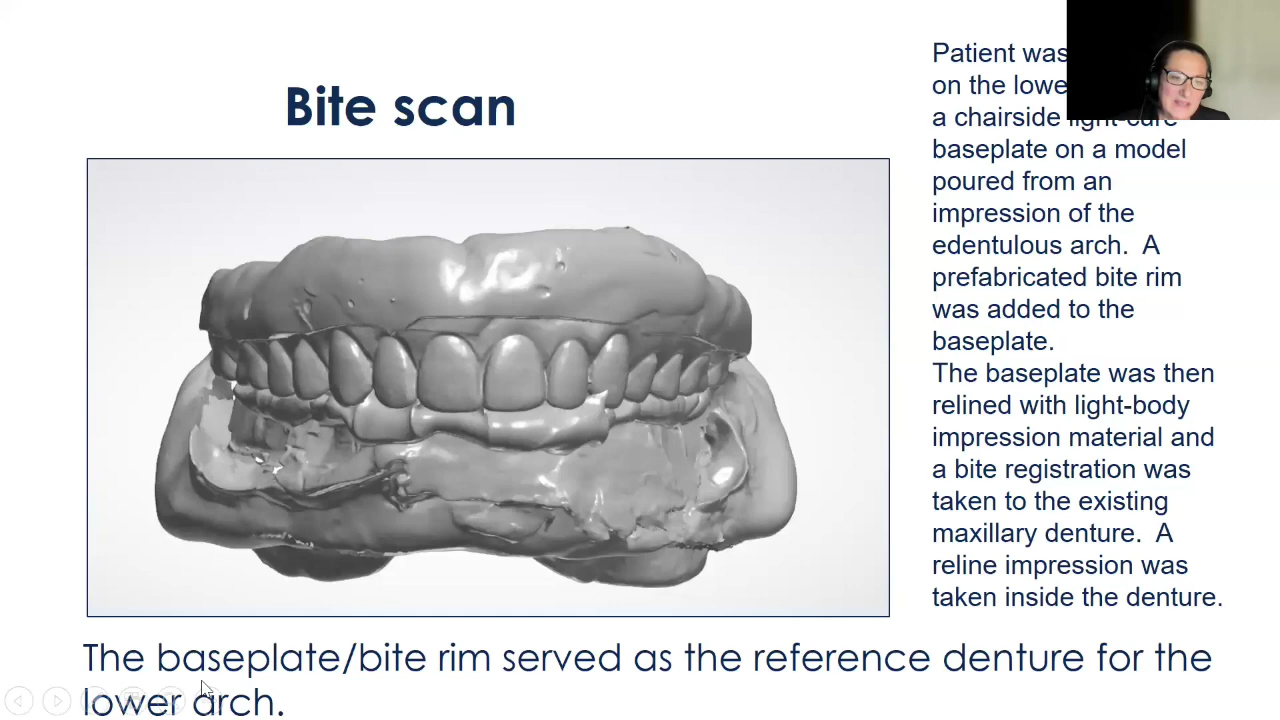 Bite scan
Patient was
on the lowe
a chairside light-cure
baseplate on a model
poured from an
impression of the
edentulous arch.  A
prefabricated bite rim
was added to the
baseplate.
The baseplate was then
relined with light-body
impression material and
a bite registration was
taken to the existing
maxillary denture.  A
reline impression was
taken inside the denture.
The baseplate/bite rim served as the reference denture for the
lower arch.